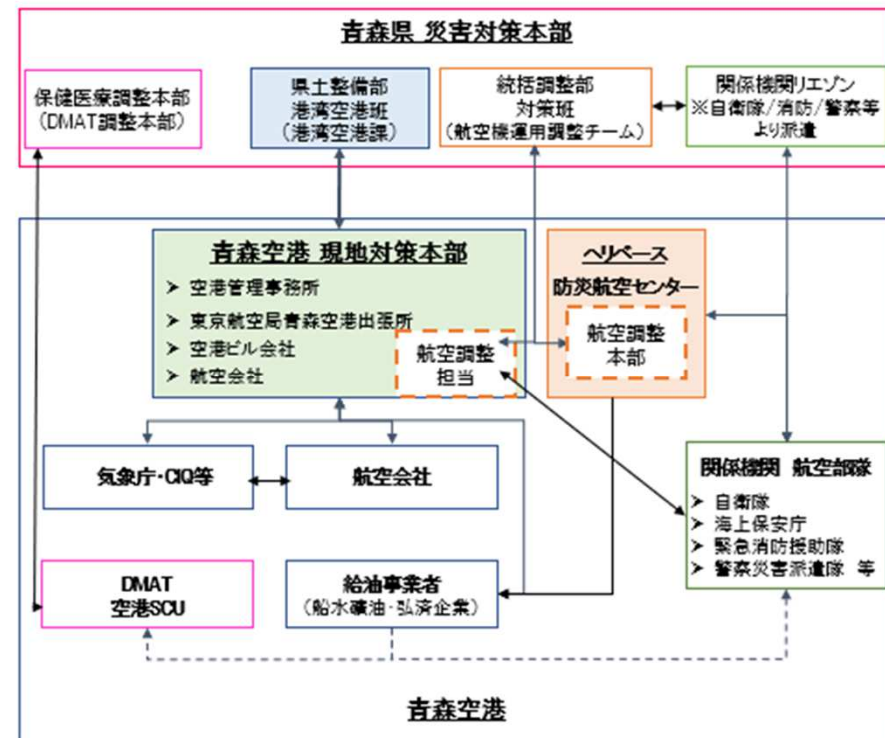 青森県 災害対策本部
保健医療調整本部
(DMAT調整本部)
県土整備部
港湾空港班
(港湾空港課)
統括調整部
対策班
(航空機運用調整チーム)
関係機関リエゾン
※自衛隊/消防/警察等
より派遣
青森空港 現地対策本部
➤ 空港管理事務所
➤ 東京航空局青森空港出張所
➤ 空港ビル会社
➤ 航空会社
航空調整
担当
ヘリベース
防災航空センター
航空調整
本部
気象庁・CIQ等
航空会社
関係機関 航空部隊
➤ 自衛隊
➤ 海上保安庁
➤ 緊急消防援助隊
➤ 警察災害派遣隊 等
DMAT
空港SCU
給油事業者
(船水礦油・弘済企業)
青森空港